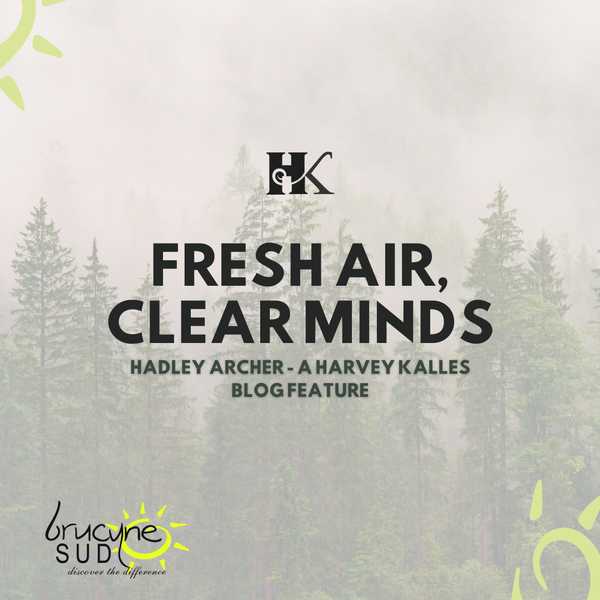 HK
FRESH AIR,
CLEAR MINDS
HADLEY ARCHER - A HARVEY KALLES
BLOG FEATURE
brucyne
SUD
discover the difference